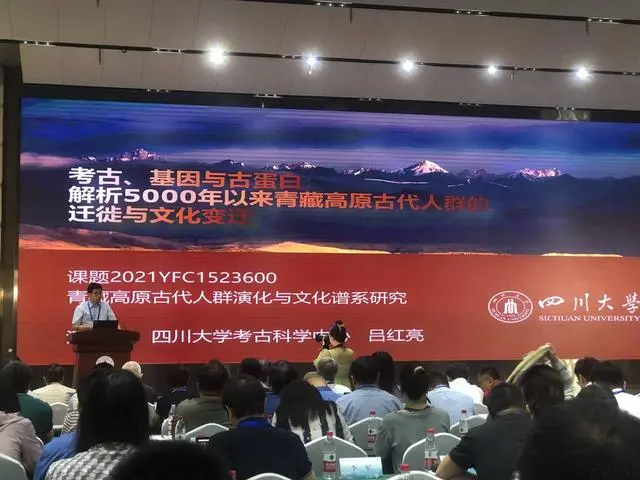 考古、基因与古蛋白
解析5000年以来青藏高原古代人群的
迁徙与文化变迁
课题2021YFC1523600
青藏高原古代人群演化与文化谱系研究
四川大学考古科学中心 吕红亮
四川大学
SICHUAN UNIVERSITY